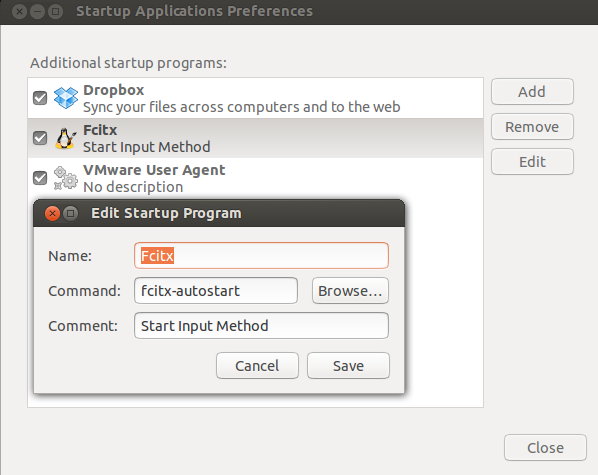 Startup Applications Preferences
Additional startup programs:
Dropbox
Sync your files across computers and to the web
Add
Fcitx
Start Input Method
Remove
VMware User Agent
No description
Edit
Edit Startup Program
Name: Fcitx
Command: fcitx-autostart Browse...
Comment: Start Input Method
Cancel Save
Close